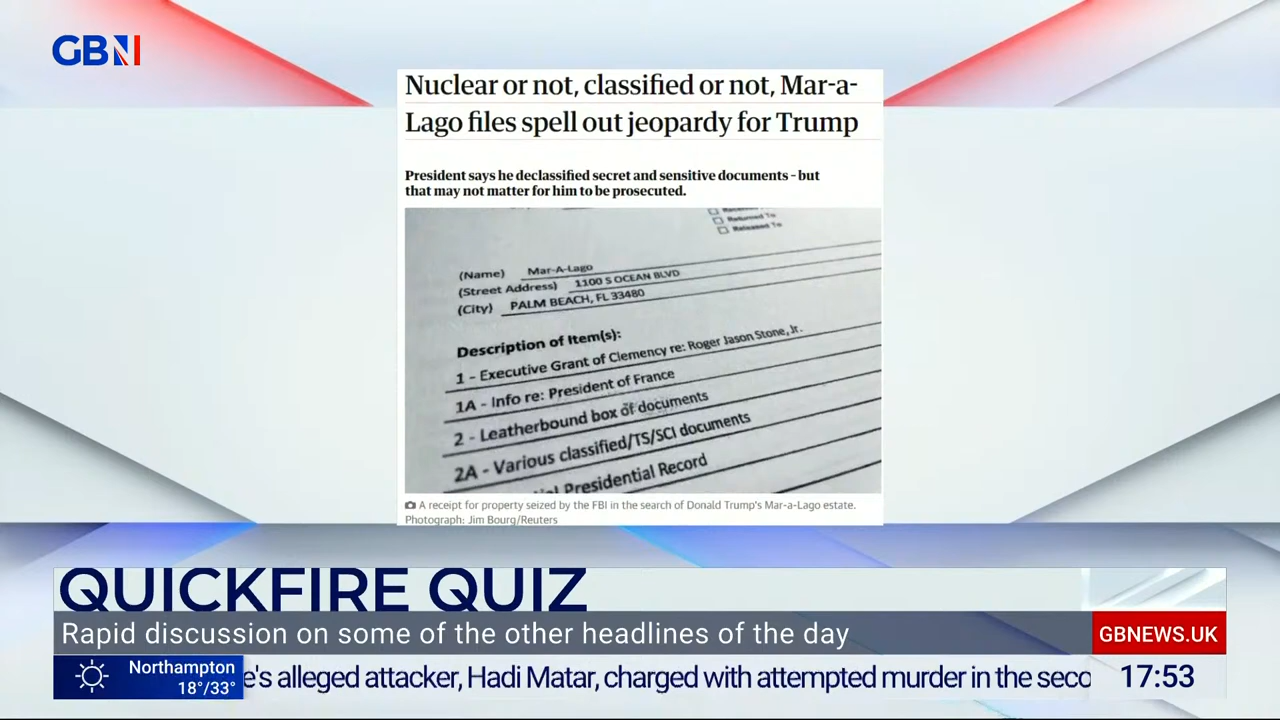 GBN
Nuclear or not, classified or not, Mar-a-
Lago files spell out jeopardy for Trump
President says he declassified secret and sensitive documents – but
that may not matter for him to be prosecuted.
Returned To
Released To
(Name) Mar-A-Lago
(Street Address) 1100 S OCEAN BLVD
(City) PALM BEACH, FL 33480
Description of Item(s):
1 - Executive Grant of Clemency re: Roger Jason Stone, Jr.
1A - Info re: President of France
2 - Leatherbound box of documents
2A - Various classified/TS/SCI documents
Presidential Record
A receipt for property seized by the FBI in the search of Donald Trump's Mar-a-Lago estate.
Photograph: Jim Bourg/Reuters
QUICKFIRE QUIZ
Rapid discussion on some of the other headlines of the day
GBNEWS.UK
Northampton
18°/33°
e's alleged attacker, Hadi Matar, charged with attempted murder in the seco
17:53